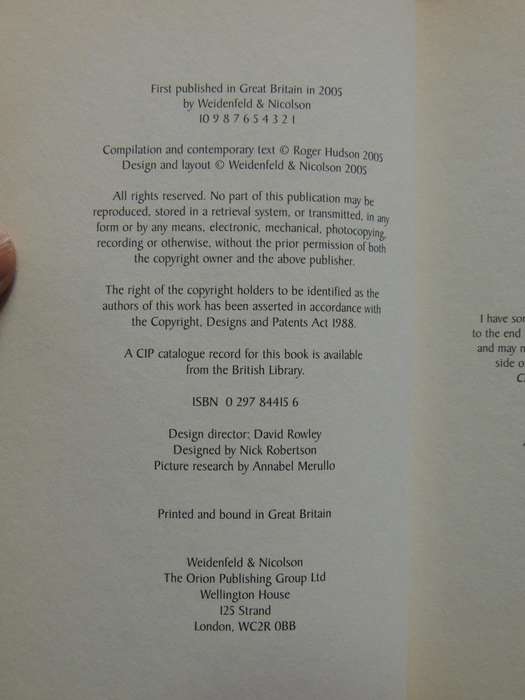 First published in Great Britain in 2005
by Weidenfeld & Nicolson
10 9 8 7 6 5 4 3 2 1
Compilation and contemporary text © Roger Hudson 2005
Design and layout © Weidenfeld & Nicolson 2005
All rights reserved. No part of this publication may be
reproduced, stored in a retrieval system, or transmitted, in any
form or by any means, electronic, mechanical, photocopying,
recording or otherwise, without the prior permission of both
the copyright owner and the above publisher.
The right of the copyright holders to be identified as the
authors of this work has been asserted in accordance with
the Copyright, Designs and Patents Act 1988.
A CIP catalogue record for this book is available
from the British Library.
ISBN 0 297 84415 6
Design director: David Rowley
Designed by Nick Robertson
Picture research by Annabel Merullo
Printed and bound in Great Britain
Weidenfeld & Nicolson
The Orion Publishing Group Ltd
Wellington House
125 Strand
London, WC2R 0BB
I have
to the end
and may
side